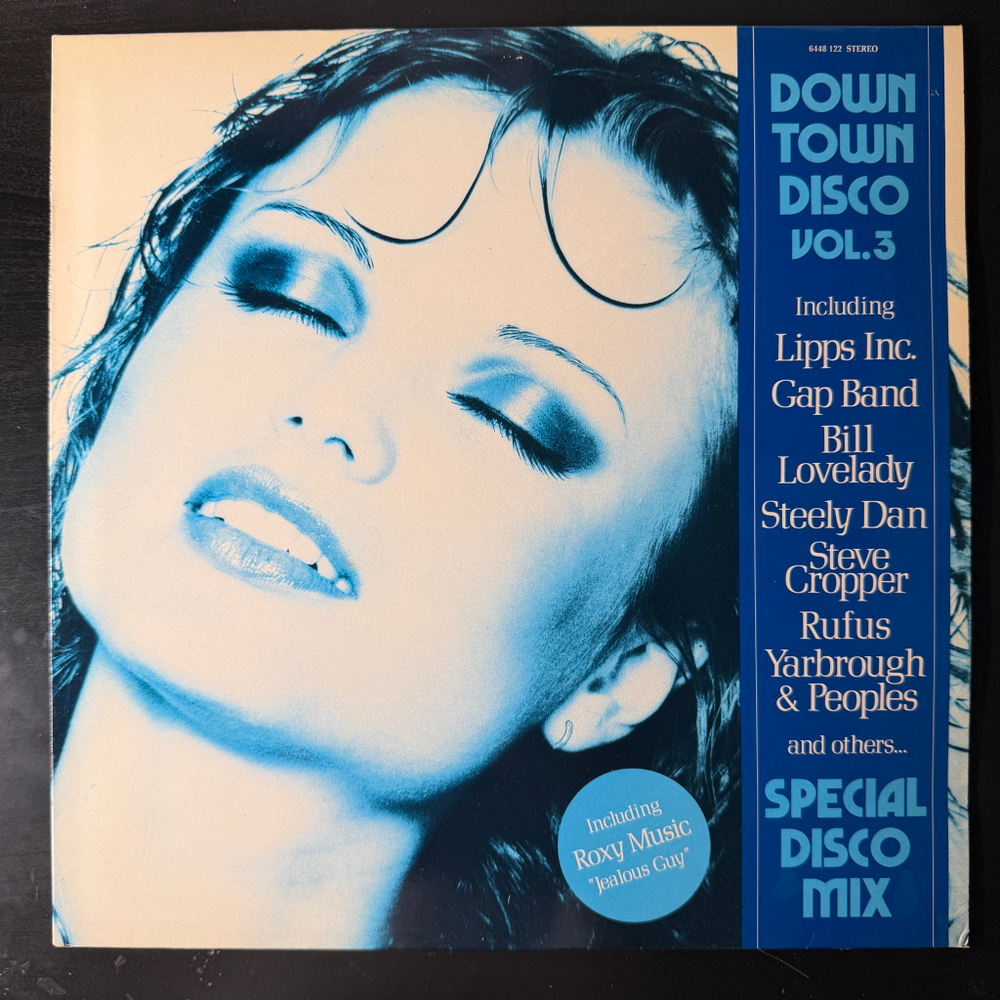 6448 122 STEREO
DOWN
TOWN
DISCO
VOL.3
Including
Lipps Inc.
Gap Band
Bill
Lovelady
Steely Dan
Steve
Cropper
Rufus
Yarbrough
& Peoples
and others...
SPECIAL
DISCO
MIX
Including
Roxy Music
"Jealous Guy"